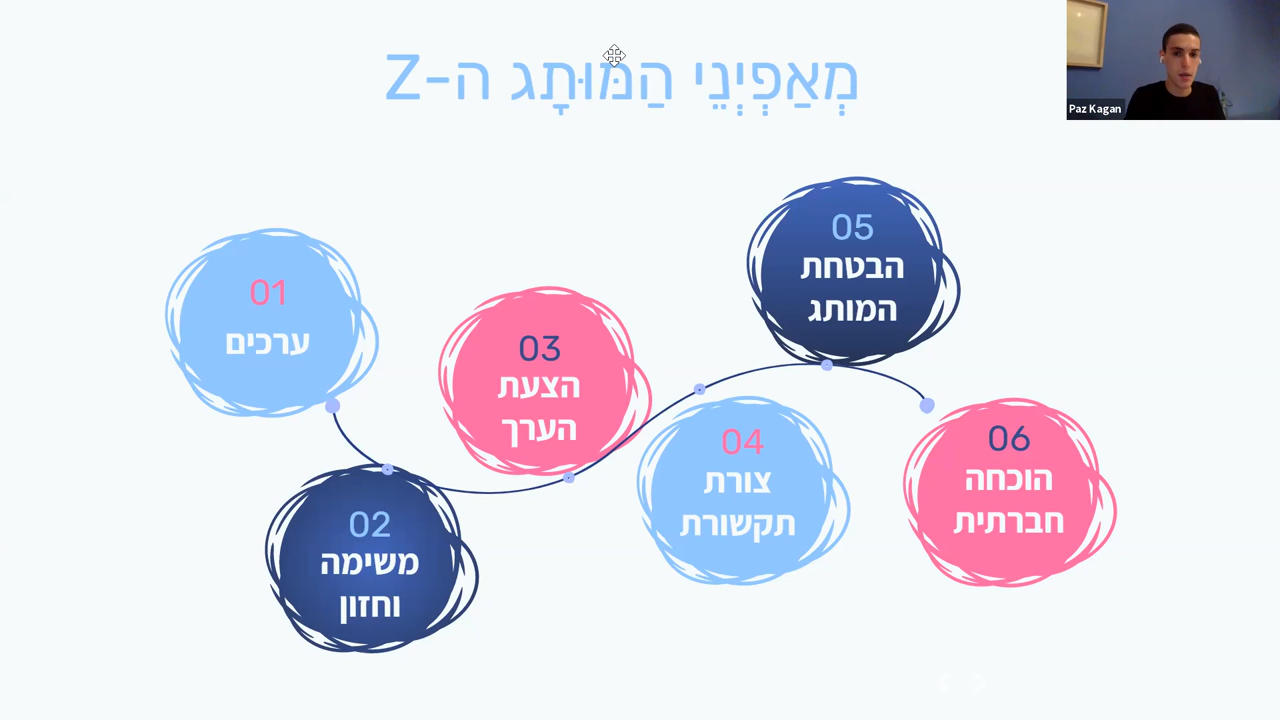 מְאַפְיְנֵי הַמּוּתָג ה-Z
Paz Kagan
01
ערכים
02
משימה
וחזון
03
הצעת
הערך
04
צורת
תקשורת
05
הבטחת
המותג
06
הוכחה
חברתית